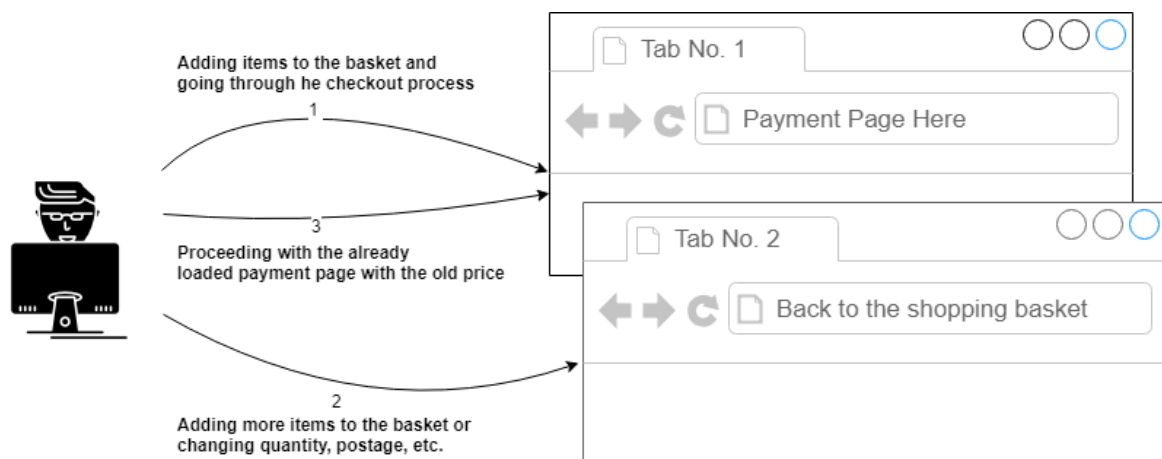 Adding items to the basket and
going through he checkout process
1
Tab No. 1
Payment Page Here
3
Proceeding with the already
loaded payment page with the old price
Tab No. 2
Back to the shopping basket
2
Adding more items to the basket or
changing quantity, postage, etc.